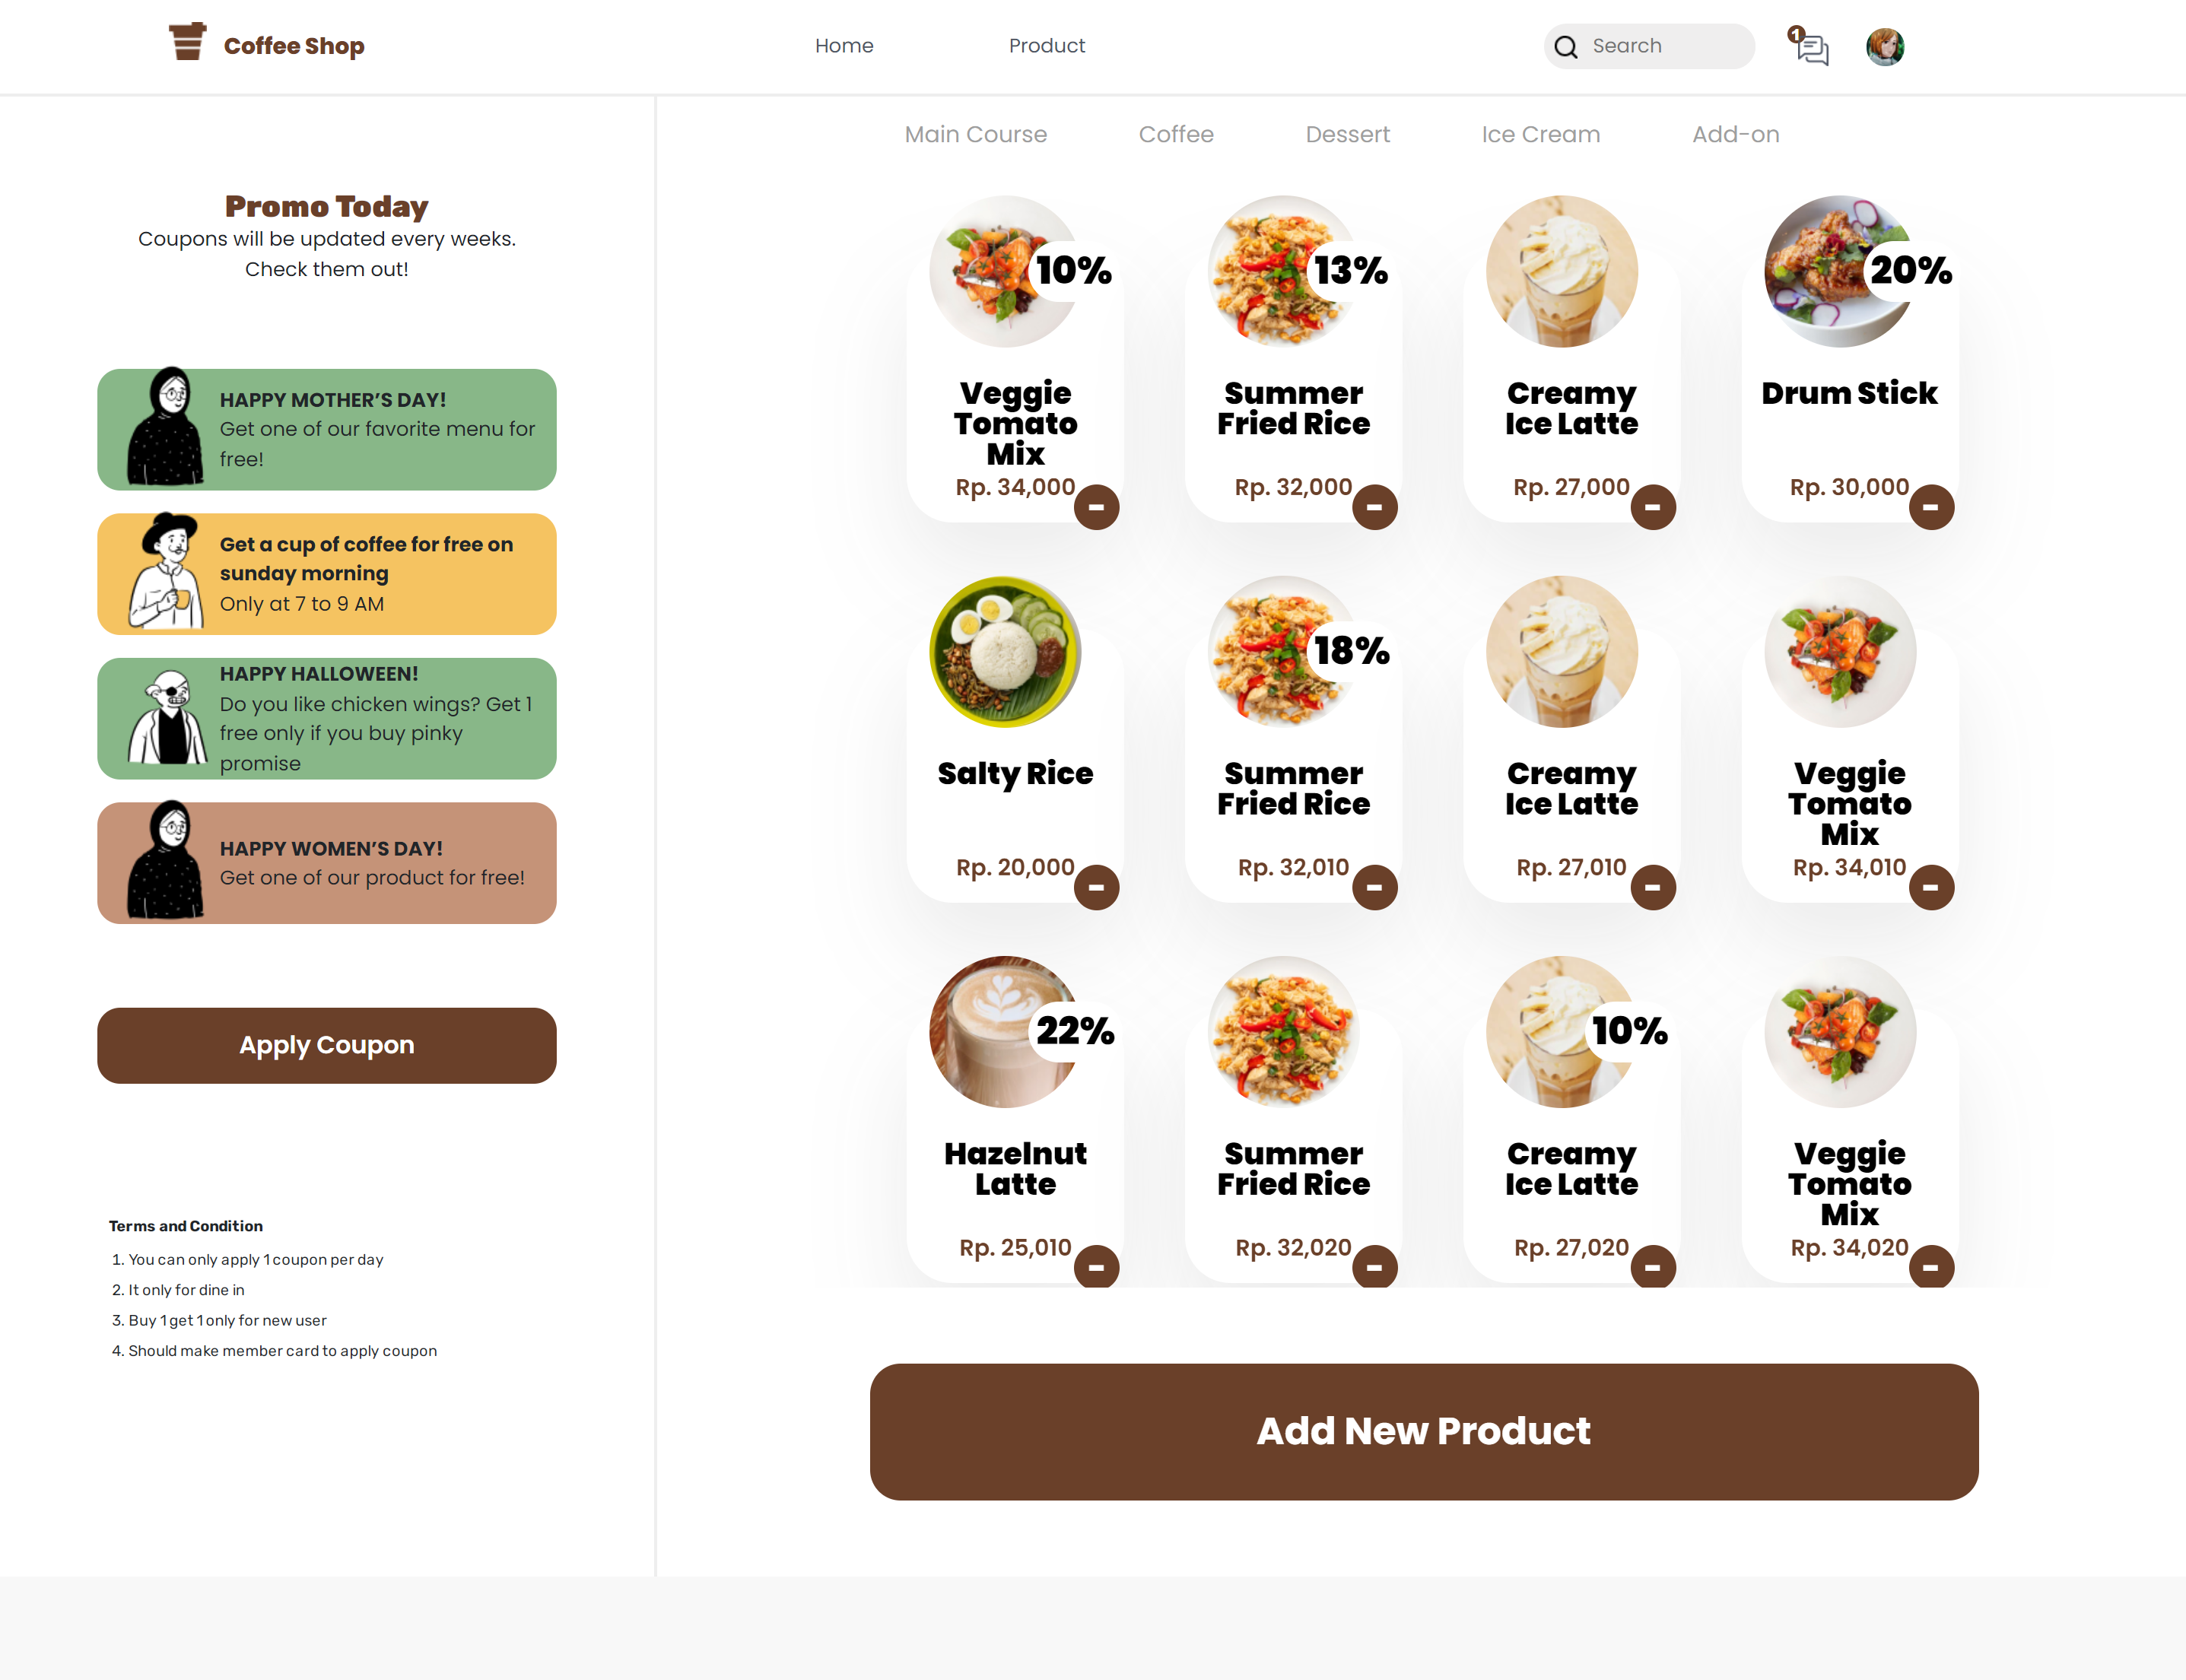 Coffee Shop
Home
Product
Search
1
Promo Today
Coupons will be updated every weeks.
Check them out!
HAPPY MOTHER’S DAY!
Get one of our favorite menu for
free!
Get a cup of coffee for free on
sunday morning
Only at 7 to 9 AM
HAPPY HALLOWEEN!
Do you like chicken wings? Get 1
free only if you buy pinky
promise
HAPPY WOMEN’S DAY!
Get one of our product for free!
Apply Coupon
Terms and Condition
1. You can only apply 1 coupon per day
2. It only for dine in
3. Buy 1 get 1 only for new user
4. Should make member card to apply coupon
Main Course
Coffee
Dessert
Ice Cream
Add-on
10%
Veggie
Tomato
Mix
Rp. 34,000
13%
Summer
Fried Rice
Rp. 32,000
Creamy
Ice Latte
Rp. 27,000
20%
Drum Stick
Rp. 30,000
Salty Rice
Rp. 20,000
18%
Summer
Fried Rice
Rp. 32,010
Creamy
Ice Latte
Rp. 27,010
Veggie
Tomato
Mix
Rp. 34,010
22%
Hazelnut
Latte
Rp. 25,010
Summer
Fried Rice
Rp. 32,020
10%
Creamy
Ice Latte
Rp. 27,020
Veggie
Tomato
Mix
Rp. 34,020
Add New Product